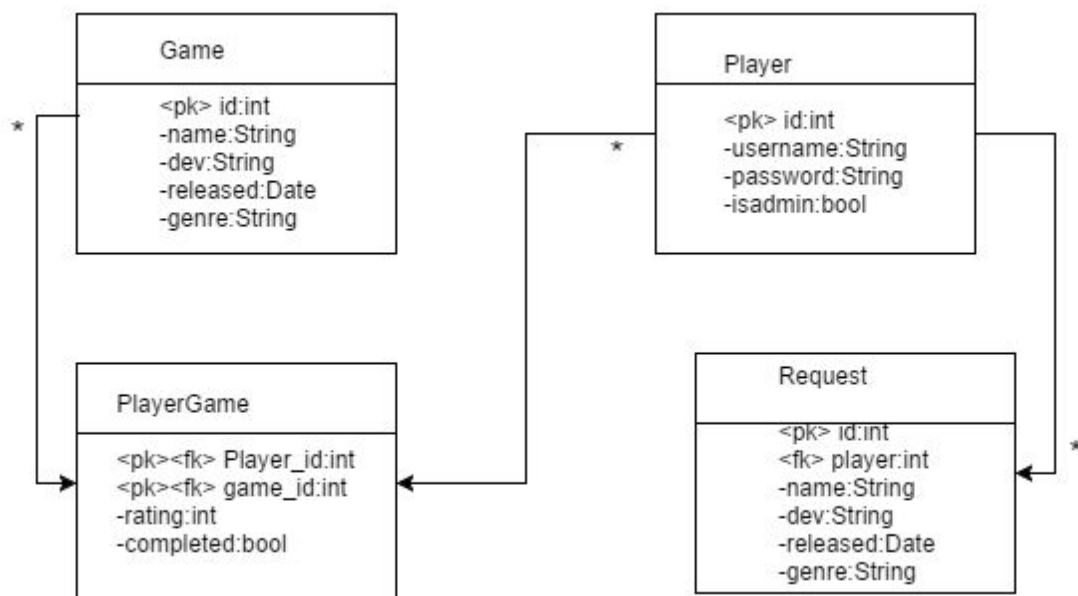 Game
<pk> id:int
-name:String
-dev:String
-released:Date
-genre:String
*
Player
<pk> id:int
-username:String
-password:String
-isadmin:bool
*
PlayerGame
<pk><fk> Player_id:int
<pk><fk> game_id:int
-rating:int
-completed:bool
Request
<pk> id:int
<fk> player:int
-name:String
-dev:String
-released:Date
-genre:String
*